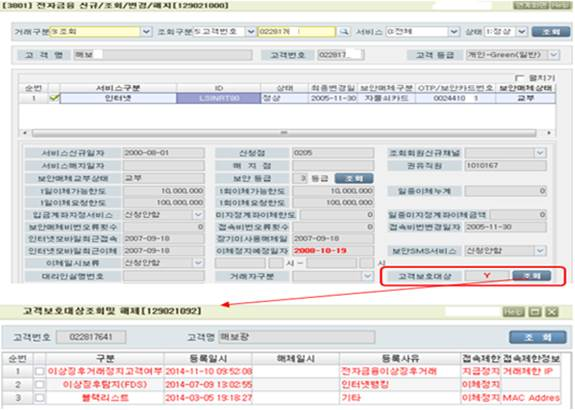 [3801] 전자금융 신규/조회/변경/해지[129021000]
거래구분 9:조회 조회구분 5:고객번호 022817 서비스 0:전체 상태 1:정상 조회
고 객 명 해보 고객번호 022817 고객 등급 개인-Green(일반)
펼치기
순번 서비스구분 ID 상태 최종변경일 보안매체구분 OTP/보안카드번호 보안매체상태
1 인터넷 정상 2005-11-30 자물쇠카드 0024410 1 교부
서비스신규일자 2000-08-01 신청점 0205 조회회원신규채널
서비스해지일자 해 지 점 권유직원 1010167
보안매체교부상태 교부 보안 등급 3 등급 조회
1일이체가능한도 10,000,000 1회이체가능한도 10,000,000 일중이체누계 0
1일이체요청한도 100,000,000 1회이체요청한도 100,000,000
입금계좌지정서비스 신청안함 미지정계좌이체한도 0 일중미지정계좌이체금액 0
보안매체비번오류횟수 0 접속비번오류횟수 0 접속비번변경일자 2005-11-30
인터넷모바일최근접속 2007-09-18 장기미사용해제일 2007-09-18
인터넷모바일최근이체 2007-09-18 이체정지예정일자 2008-10-19 보안SMS서비스 신청안함
이체일시보류 신청안함 시 ~ 시
대리인실명번호 거래자구분 고객보호대상 Y 조회
고객보호대상조회및 해제[129021092] Help
고객번호 022817641 고객명 해보광 조 회
순번 구분 등록일시 해제일시 등록사유 접속제한 접속제한정보
1 이상징후거래정지고객여부 2014-11-10 09:52:08 전자금융이상징후거래 지급정지 거래제한 IP
2 이상징후탐지(FDS) 2014-07-09 13:02:55 인터넷뱅킹 이체정지
3 블랙리스트 2014-03-05 19:18:27 기타 이체정지 MAC Addres